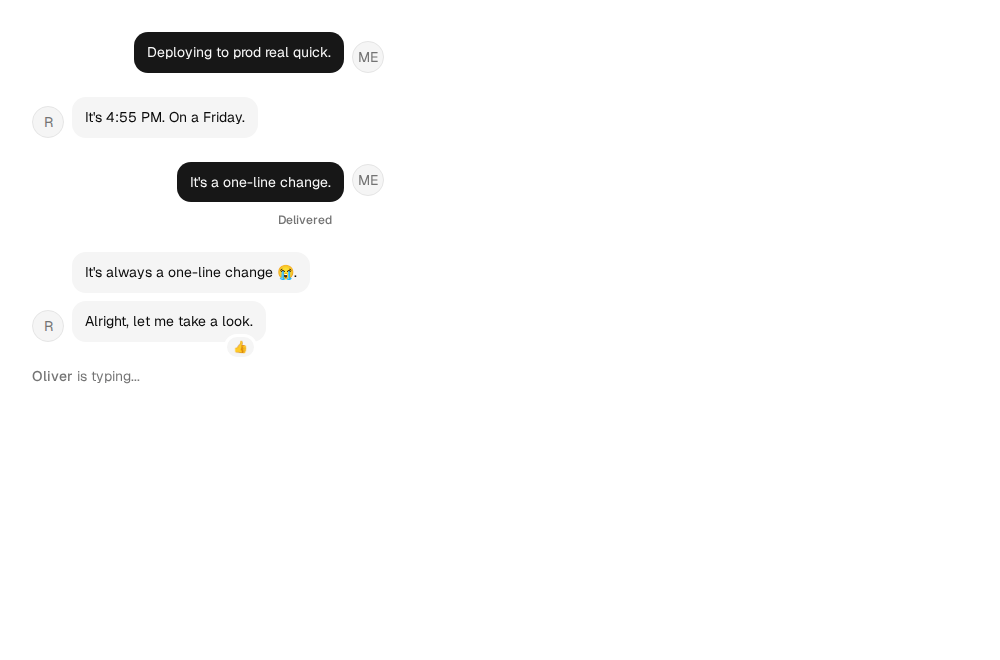 Deploying to prod real quick.
ME
R
It's 4:55 PM. On a Friday.
It's a one-line change.
ME
Delivered
It's always a one-line change 😭.
R
Alright, let me take a look.
👍
Oliver is typing...